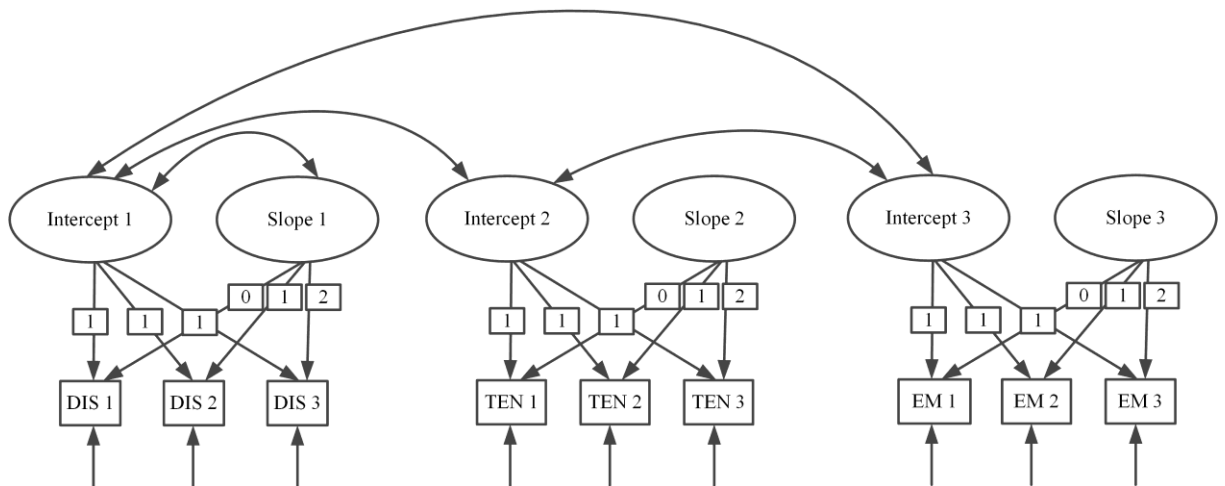 Intercept 1 Slope 1 Intercept 2 Slope 2 Intercept 3 Slope 3
0 1 2 0 1 2 0 1 2
1 1 1 1 1 1 1 1 1
DIS 1 DIS 2 DIS 3 TEN 1 TEN 2 TEN 3 EM 1 EM 2 EM 3